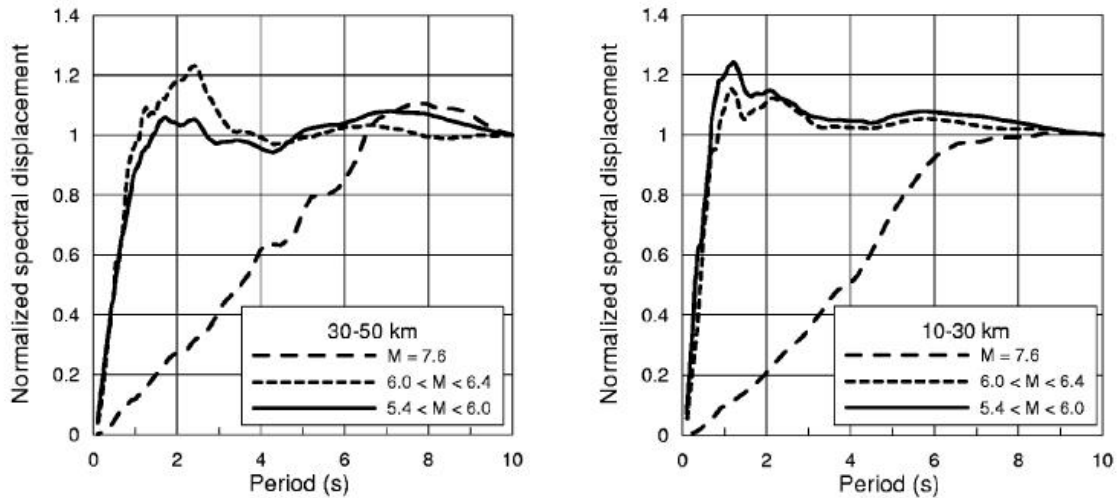 Normalized spectral displacement
1.4
1.2
1
0.8
0.6
0.4
0.2
0
30-50 km
M = 7.6
6.0 < M < 6.4
5.4 < M < 6.0
0 2 4 6 8 10
Period (s)
Normalized spectral displacement
1.4
1.2
1
0.8
0.6
0.4
0.2
0
10-30 km
M = 7.6
6.0 < M < 6.4
5.4 < M < 6.0
0 2 4 6 8 10
Period (s)